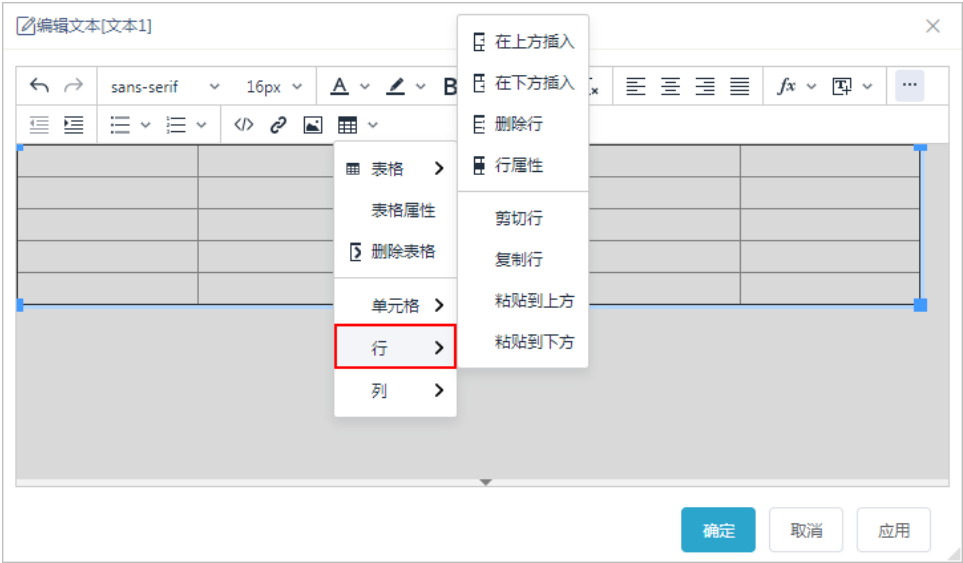 编辑文本[文本1]
sans-serif
16px
A
B
fx
表格
表格属性
删除表格
单元格
行
列
在上方插入
在下方插入
删除行
行属性
剪切行
复制行
粘贴到上方
粘贴到下方
确定
取消
应用